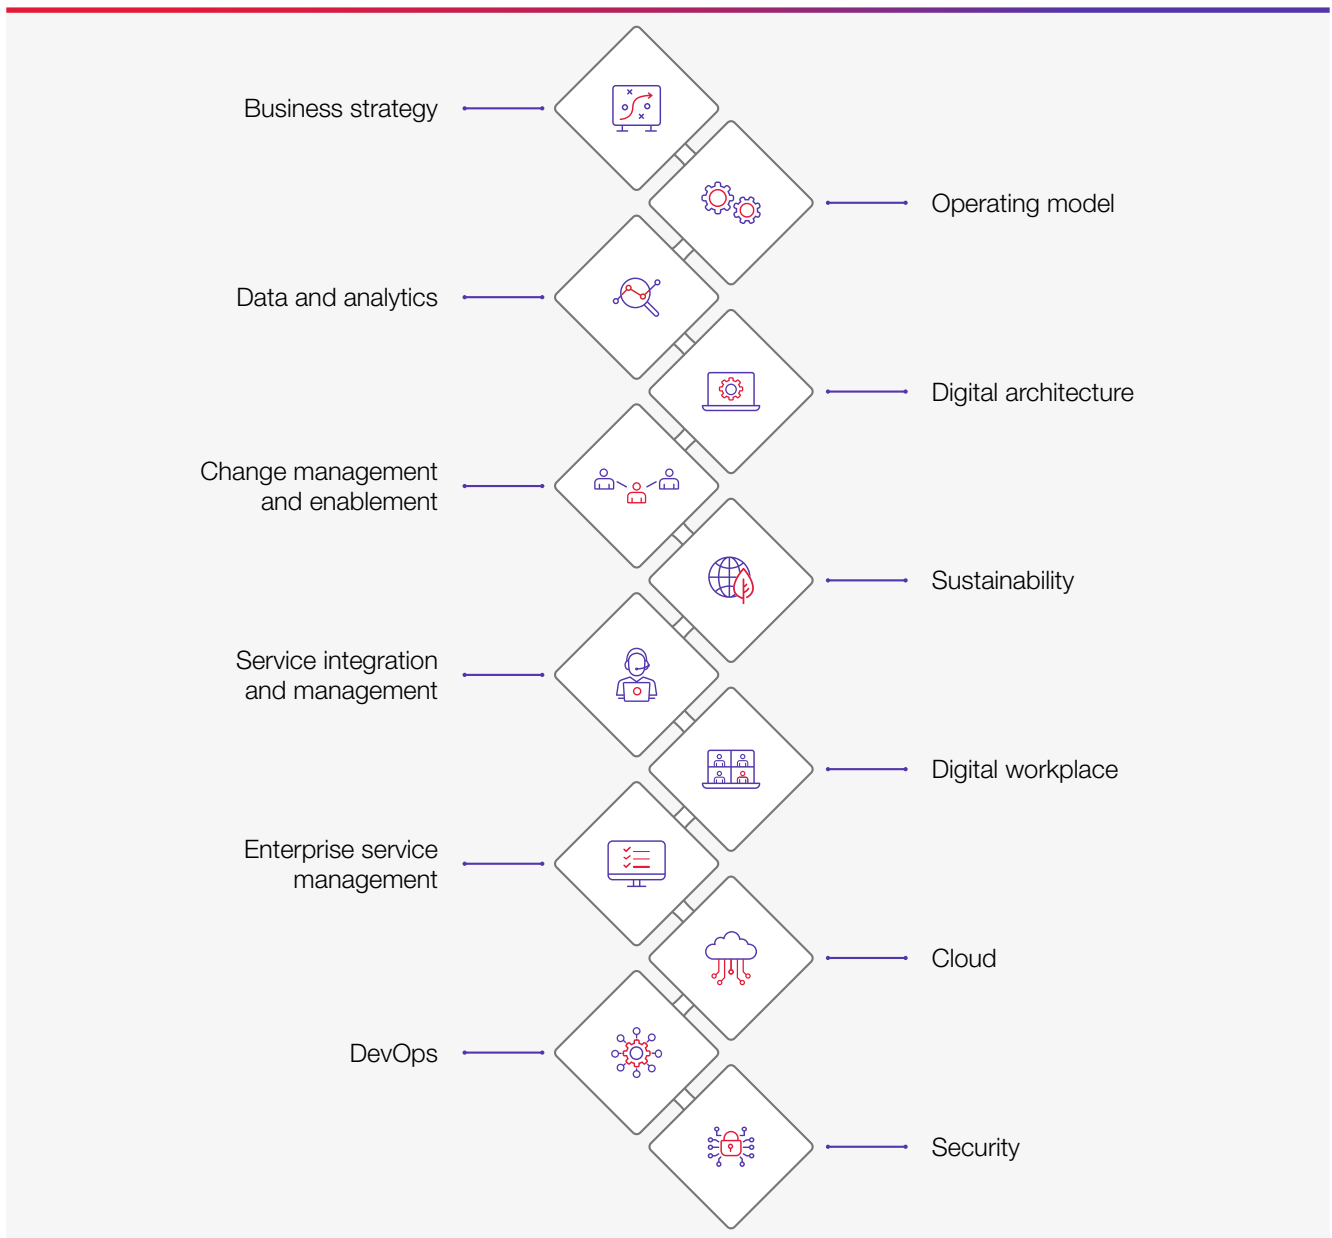 Business strategy
Operating model
Data and analytics
Digital architecture
Change management
and enablement
Sustainability
Service integration
and management
Digital workplace
Enterprise service
management
Cloud
DevOps
Security